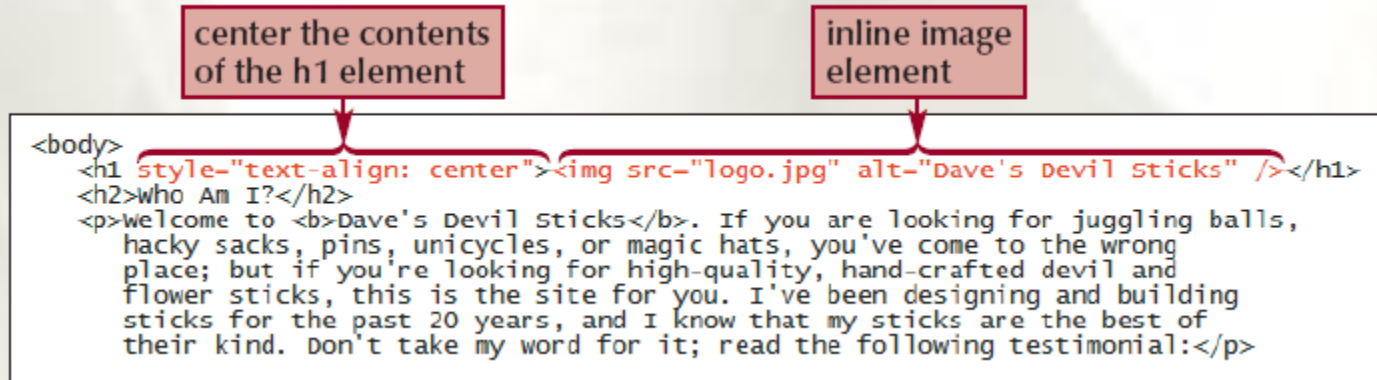 center the contents
of the h1 element
inline image
element
<body>
<h1 style="text-align: center"><img src="logo.jpg" alt="Dave's Devil Sticks" /></h1>
<h2>Who Am I?</h2>
<p>Welcome to <b>Dave's Devil Sticks</b>. If you are looking for juggling balls,
hacky sacks, pins, unicycles, or magic hats, you've come to the wrong
place; but if you're looking for high-quality, hand-crafted devil and
flower sticks, this is the site for you. I've been designing and building
sticks for the past 20 years, and I know that my sticks are the best of
their kind. Don't take my word for it; read the following testimonial:</p>